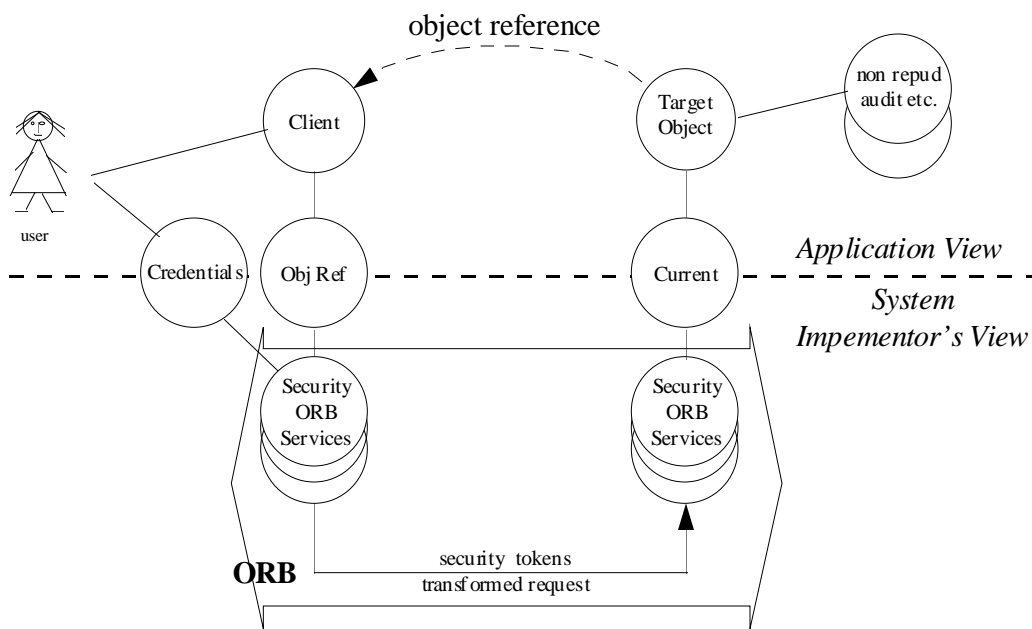 object reference
Client
Target
Object
non repud
audit etc.
user
Credentials
Obj Ref
Current
Application View
System
Impementor's View
Security
ORB
Services
Security
ORB
Services
ORB
security tokens
transformed request